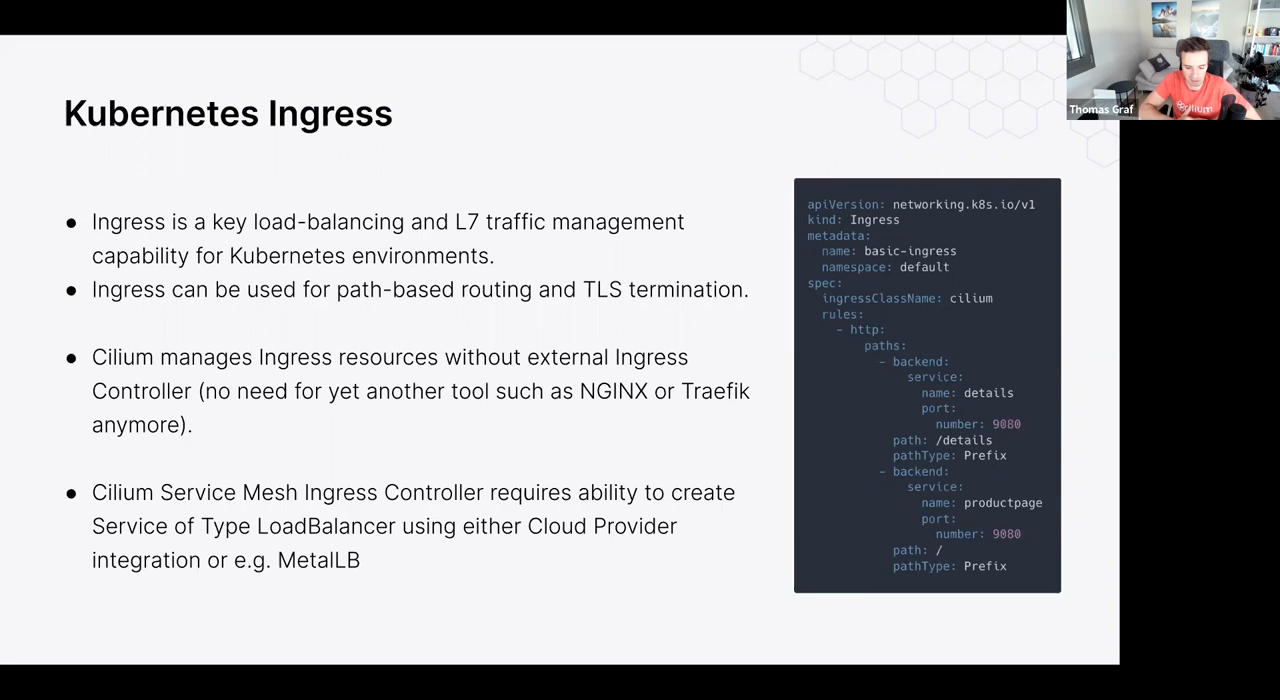 Kubernetes Ingress
● Ingress is a key load-balancing and L7 traffic management
capability for Kubernetes environments.
● Ingress can be used for path-based routing and TLS termination.
● Cilium manages Ingress resources without external Ingress
Controller (no need for yet another tool such as NGINX or Traefik
anymore).
● Cilium Service Mesh Ingress Controller requires ability to create
Service of Type LoadBalancer using either Cloud Provider
integration or e.g. MetalLB
apiVersion: networking.k8s.io/v1
kind: Ingress
metadata:
  name: basic-ingress
  namespace: default
spec:
  ingressClassName: cilium
  rules:
    - http:
        paths:
          - backend:
              service:
                name: details
                port:
                  number: 9080
            path: /details
            pathType: Prefix
          - backend:
              service:
                name: productpage
                port:
                  number: 9080
            path: /
            pathType: Prefix
Thomas Graf
cilium